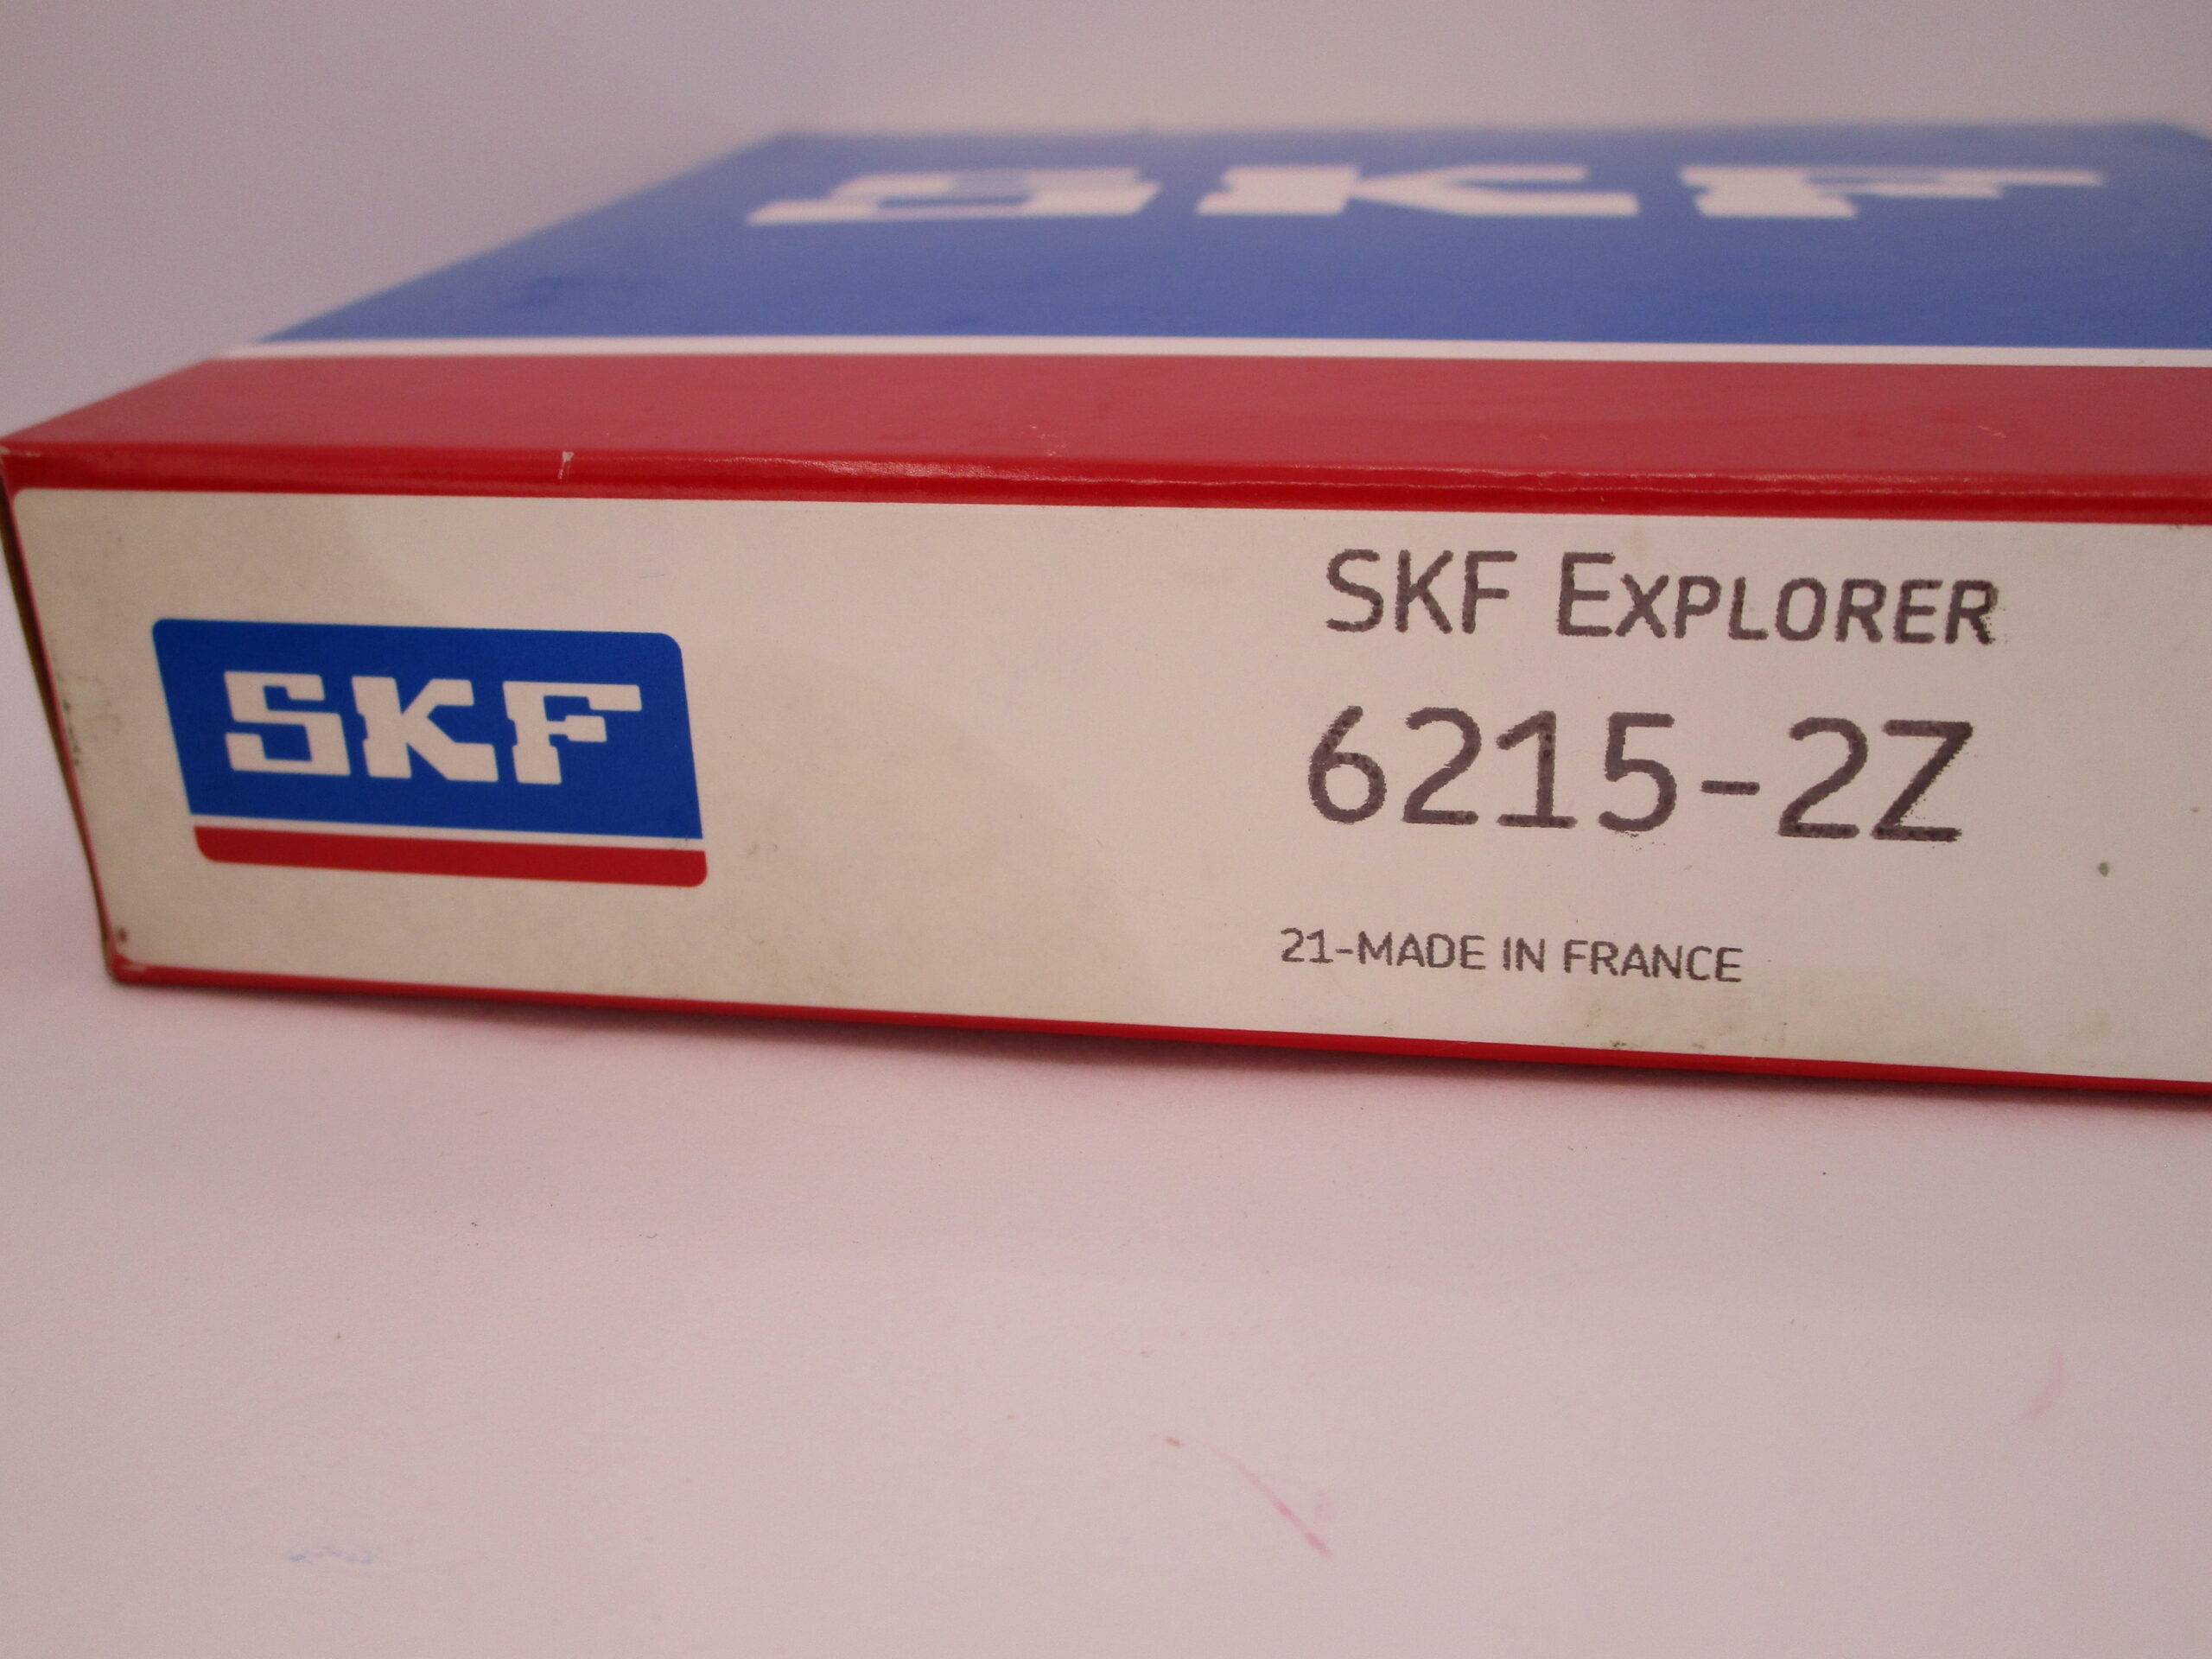 SKF
SKF
SKF EXPLORER
6215-2Z
21-MADE IN FRANCE